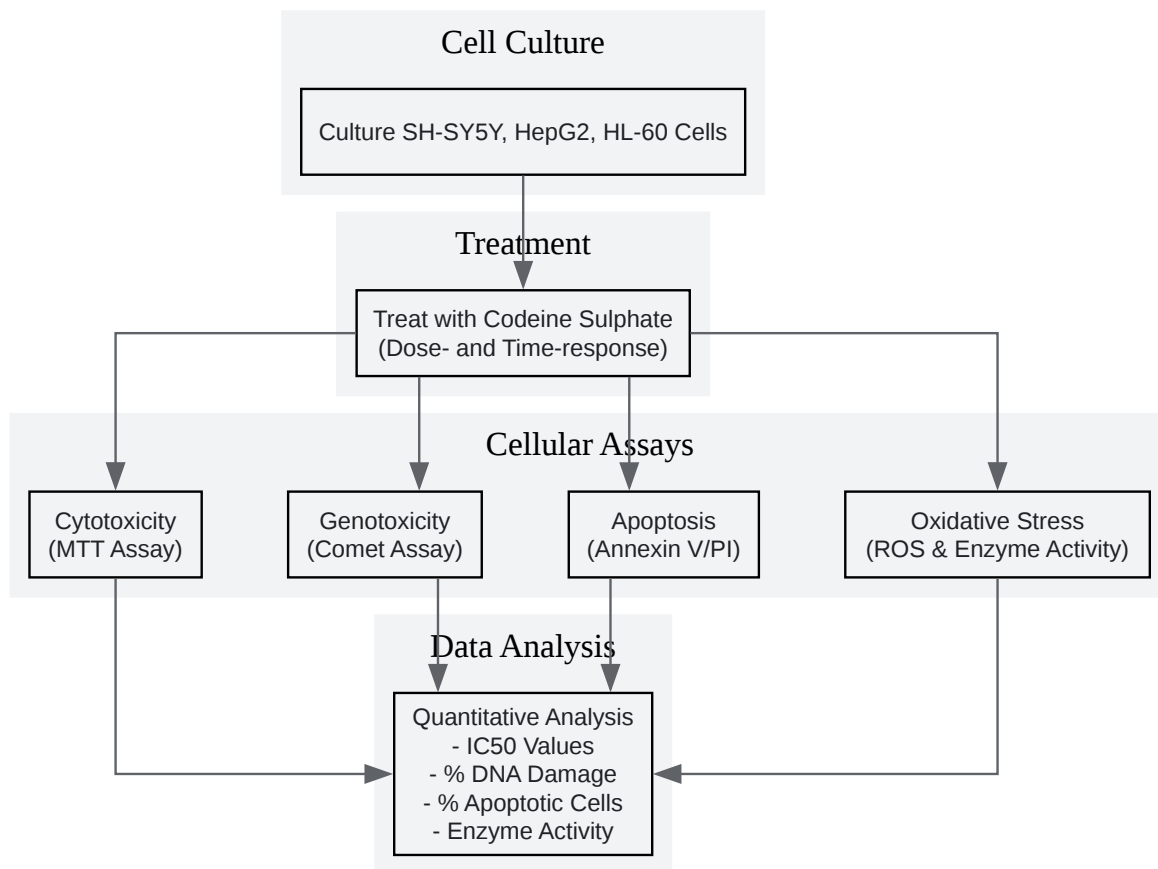 Cell Culture
Culture SH-SY5Y, HepG2, HL-60 Cells
Treatment
Treat with Codeine Sulphate
(Dose- and Time-response)
Cellular Assays
Cytotoxicity
(MTT Assay)
Genotoxicity
(Comet Assay)
Apoptosis
(Annexin V/PI)
Oxidative Stress
(ROS & Enzyme Activity)
Data Analysis
Quantitative Analysis
- IC50 Values
- % DNA Damage
- % Apoptotic Cells
- Enzyme Activity